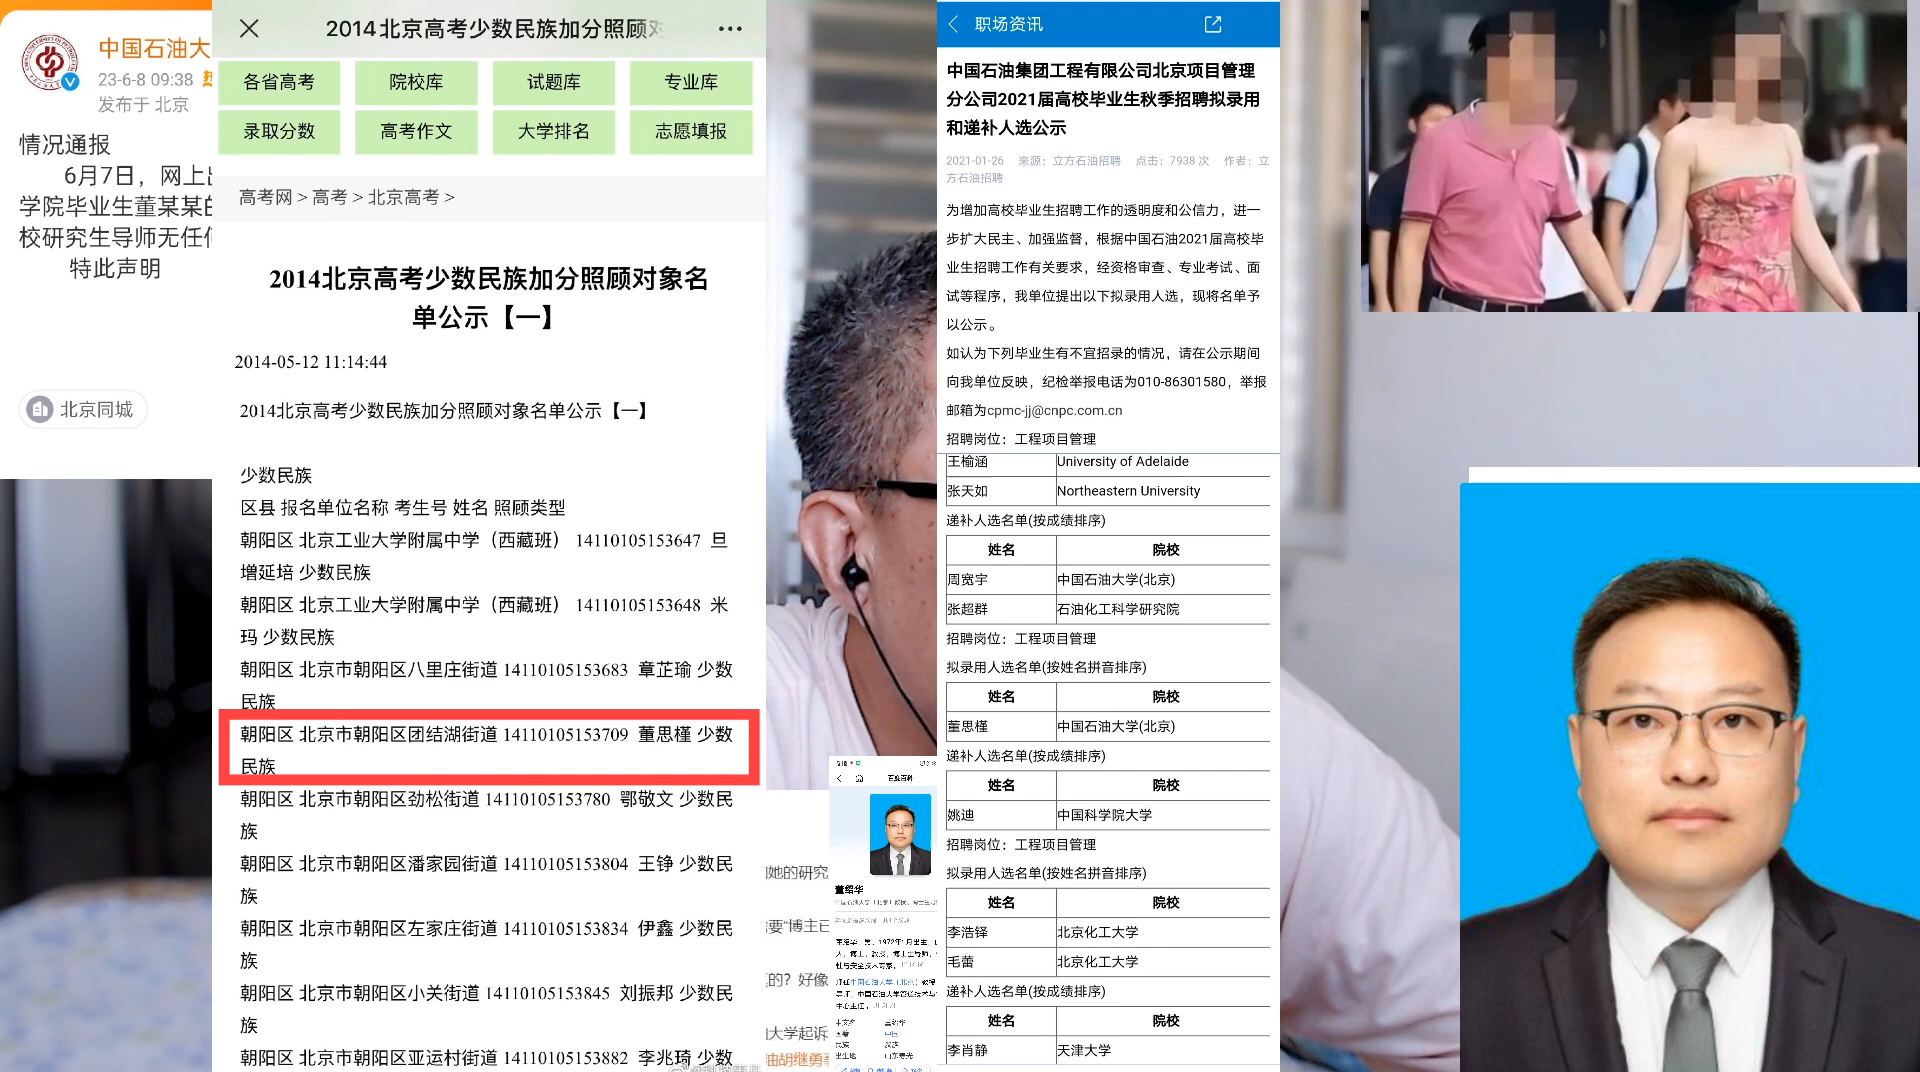 中国石油大
23-6-8 09:38
发布于 北京
情况通报
6月7日，网上
学院毕业生董某某
校研究生导师无任
特此声明
北京同城
2014北京高考少数民族加分照顾
各省高考 院校库 试题库 专业库
录取分数 高考作文 大学排名 志愿填报
高考网 > 高考 > 北京高考 >
2014北京高考少数民族加分照顾对象名
单公示【一】
2014-05-12 11:14:44
2014北京高考少数民族加分照顾对象名单公示【一】
少数民族
区县 报名单位名称 考生号 姓名 照顾类型
朝阳区 北京工业大学附属中学（西藏班） 14110105153647 旦
增延培 少数民族
朝阳区 北京工业大学附属中学（西藏班） 14110105153648 米
玛 少数民族
朝阳区 北京市朝阳区八里庄街道 14110105153683 章芷瑜 少数
民族
朝阳区 北京市朝阳区团结湖街道 14110105153709 董思槿 少数
民族
朝阳区 北京市朝阳区劲松街道 14110105153780 鄂敬文 少数民
族
朝阳区 北京市朝阳区潘家园街道 14110105153804 王铮 少数民
族
朝阳区 北京市朝阳区左家庄街道 14110105153834 伊鑫 少数民
族
朝阳区 北京市朝阳区小关街道 14110105153845 刘振邦 少数民
族
朝阳区 北京市朝阳区亚运村街道 14110105153882 李兆琦 少数
她的研究
要“博主已
的？好像
大学起诉
油胡继勇事
百度百科
董绍华
职场资讯
中国石油集团工程有限公司北京项目管理
分公司2021届高校毕业生秋季招聘拟录用
和递补人选公示
2021-01-26 来源：立方石油招聘 点击：7938 次 作者：立
方石油招聘
为增加高校毕业生招聘工作的透明度和公信力，进一
步扩大民主、加强监督，根据中国石油2021届高校毕
业生招聘工作有关要求，经资格审查、专业考试、面
试等程序，我单位提出以下拟录用人选，现将名单予
以公示。
如认为下列毕业生有不宜招录的情况，请在公示期间
向我单位反映，纪检举报电话为010-86301580，举报
邮箱为cpmc-jj@cnpc.com.cn
招聘岗位：工程项目管理
王榆涵 University of Adelaide
张天如 Northeastern University
递补人选名单(按成绩排序)
姓名 院校
周宽宇 中国石油大学(北京)
张超群 石油化工科学研究院
招聘岗位：工程项目管理
拟录用人选名单(按姓名拼音排序)
姓名 院校
董思槿 中国石油大学(北京)
递补人选名单(按成绩排序)
姓名 院校
姚迪 中国科学院大学
招聘岗位：工程项目管理
拟录用人选名单(按姓名拼音排序)
姓名 院校
李浩铎 北京化工大学
毛蕾 北京化工大学
递补人选名单(按成绩排序)
姓名 院校
李肖静 天津大学